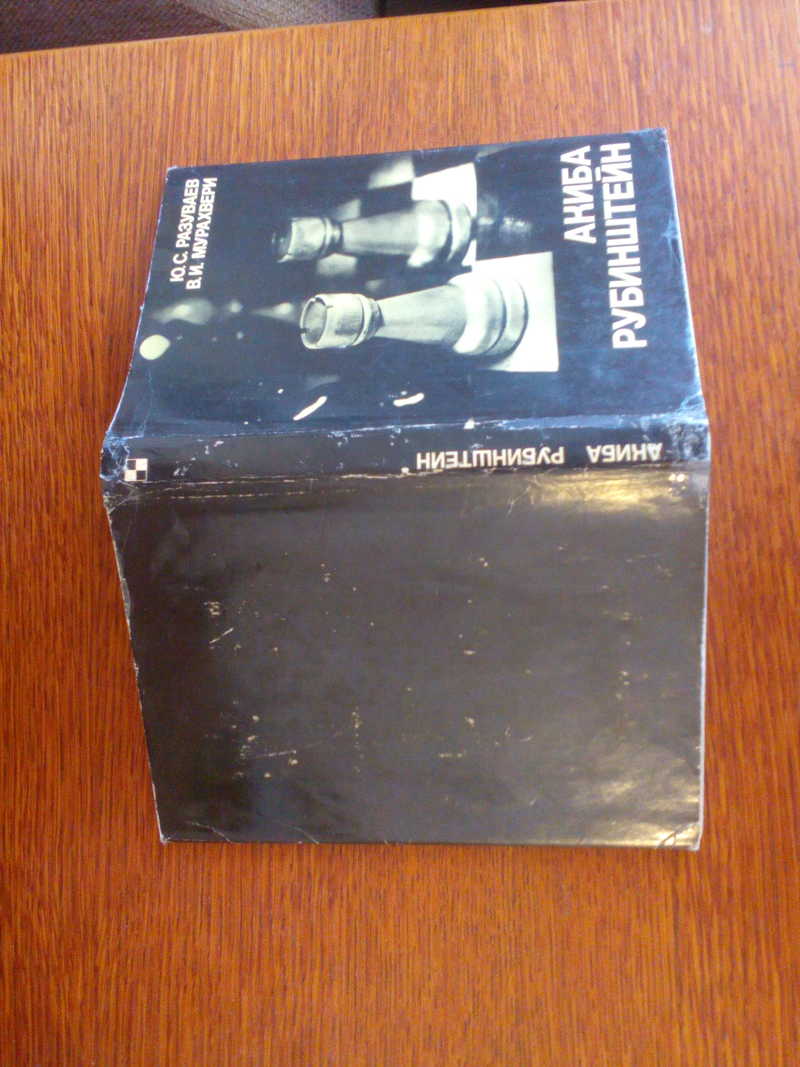 Ю. С. РАЗУВАЕВ
В. И. МУРАХВЕРИ
АКИБА
РУБИНШТЕЙН
АКИБА РУБИНШТЕЙН